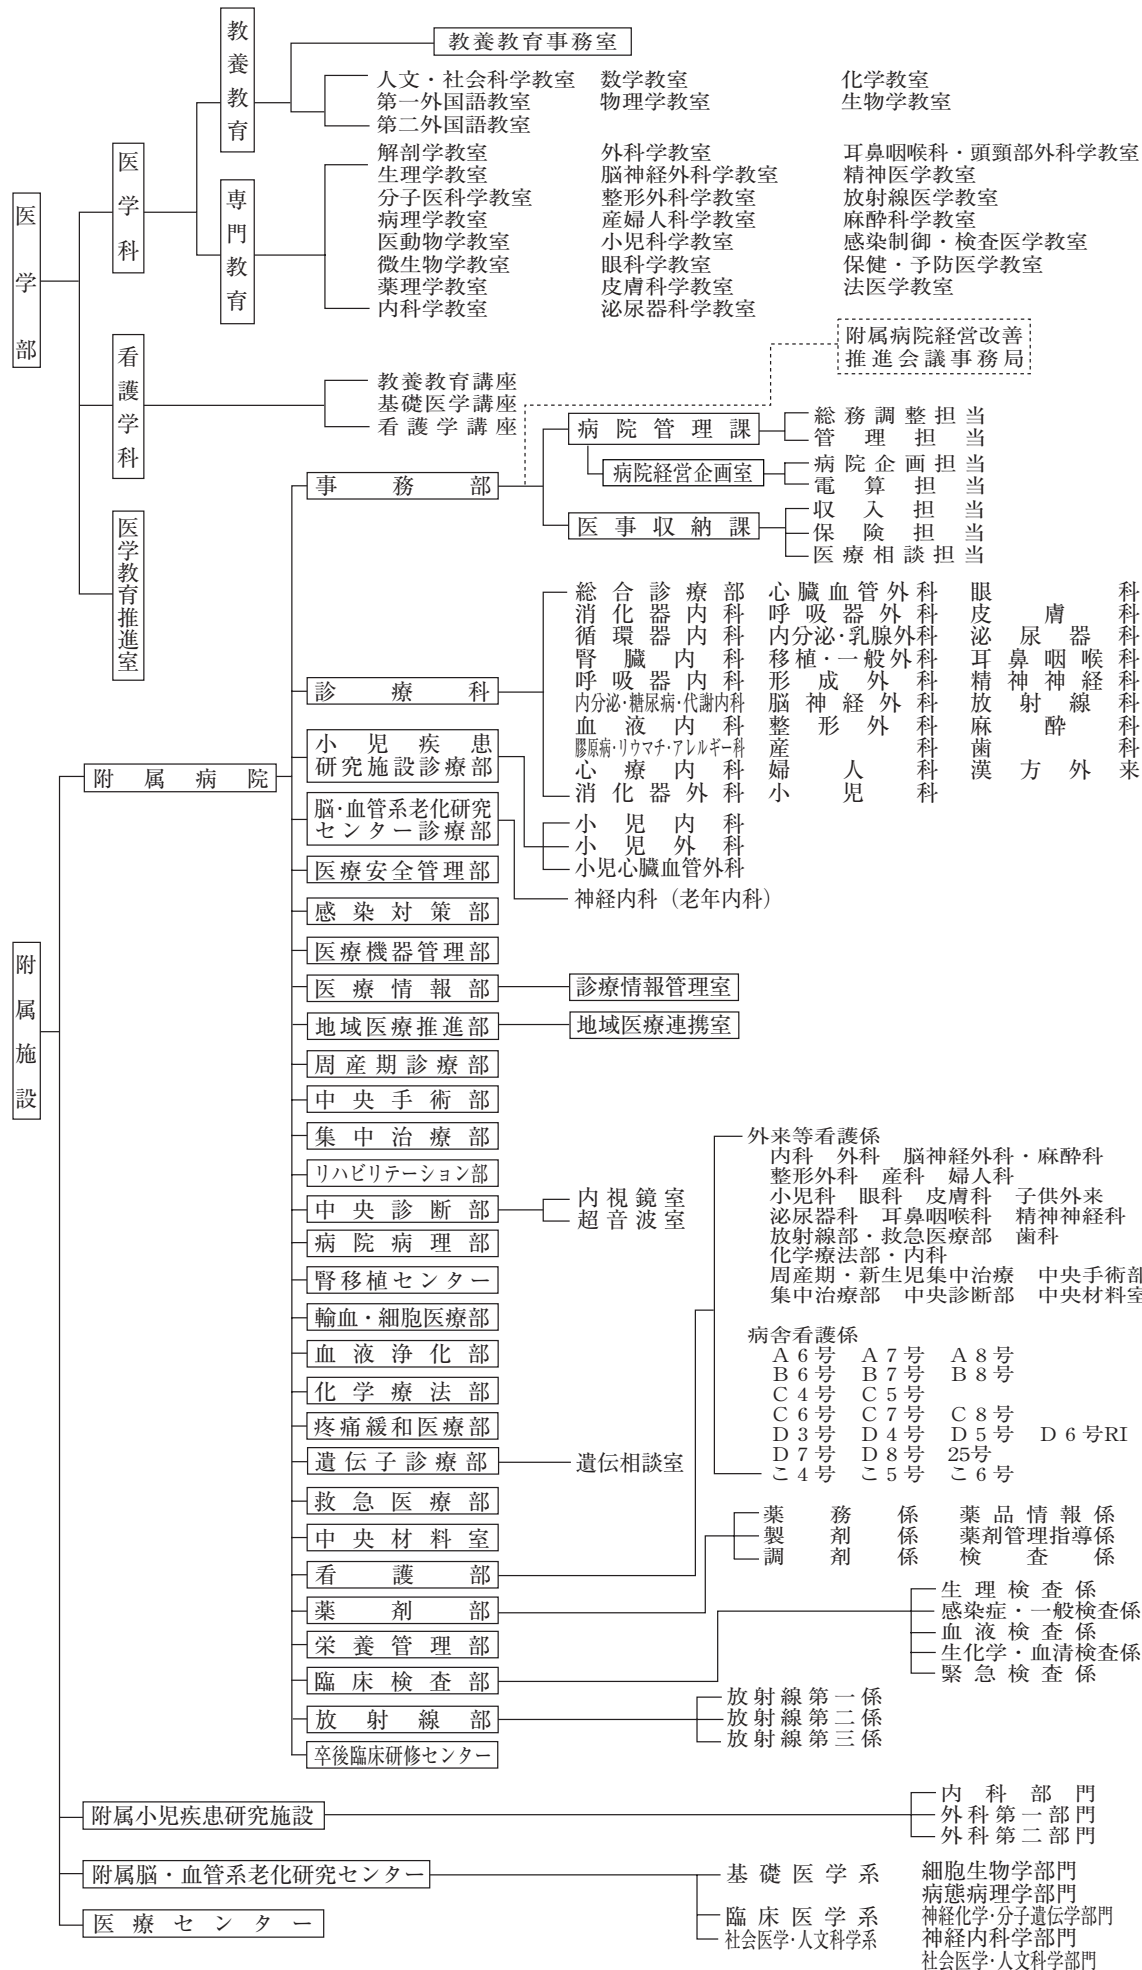 教養教育
教養教育事務室
人文・社会科学教室 数学教室 化学教室
第一外国語教室 物理学教室 生物学教室
第二外国語教室
医学部
医学科
専門教育
解剖学教室 外科学教室 耳鼻咽喉科・頭頸部外科学教室
生理学教室 脳神経外科学教室 精神医学教室
分子医科学教室 整形外科学教室 放射線医学教室
病理学教室 産婦人科学教室 麻酔科学教室
医動物学教室 小児科学教室 感染制御・検査医学教室
微生物学教室 眼科学教室 保健・予防医学教室
薬理学教室 皮膚科学教室 法医学教室
内科学教室 泌尿器科学教室
看護学科
教養教育講座
基礎医学講座
看護学講座
医学教育推進室
附属病院経営改善
推進会議事務局
附属施設
附属病院
事務部
病院管理課
総務調整担当
管理担当
病院経営企画室
病院企画担当
電算担当
医事収納課
収入担当
保険担当
医療相談担当
診療科
総合診療部 心臓血管外科 眼科
消化器内科 呼吸器外科 皮膚科
循環器内科 内分泌・乳腺外科 泌尿器科
腎臓内科 移植・一般外科 耳鼻咽喉科
呼吸器内科 形成外科 精神神経科
内分泌・糖尿病・代謝内科 脳神経外科 放射線科
血液内科 整形外科 麻酔科
膠原病・リウマチ・アレルギー科 産科 歯科
心療内科 婦人科 漢方外来
消化器外科 小児科
小児疾患
研究施設診療部
小児内科
小児外科
小児心臓血管外科
脳・血管系老化研究
センター診療部
神経内科（老年内科）
医療安全管理部
感染対策部
医療機器管理部
医療情報部 診療情報管理室
地域医療推進部 地域医療連携室
周産期診療部
中央手術部
集中治療部
リハビリテーション部
中央診断部
内視鏡室
超音波室
病院病理部
腎移植センター
輸血・細胞医療部
血液浄化部
化学療法部
疼痛緩和医療部
遺伝子診療部 遺伝相談室
救急医療部
中央材料室
看護部
外来等看護係
内科 外科 脳神経外科・麻酔科
整形外科 産科 婦人科
小児科 眼科 皮膚科 子供外来
泌尿器科 耳鼻咽喉科 精神神経科
放射線部・救急医療部 歯科
化学療法部・内科
周産期・新生児集中治療 中央手術部
集中治療部 中央診断部 中央材料室
病舎看護係
A６号 A７号 A８号
B６号 B７号 B８号
C４号 C５号
C６号 C７号 C８号
D３号 D４号 D５号 D６号RI
D７号 D８号 25号
こ４号 こ５号 こ６号
薬剤部
薬務係 薬品情報係
製剤係 薬剤管理指導係
調剤係 検査係
栄養管理部
臨床検査部
生理検査係
感染症・一般検査係
血液検査係
生化学・血清検査係
緊急検査係
放射線部
放射線第一係
放射線第二係
放射線第三係
卒後臨床研修センター
附属小児疾患研究施設
内科部門
外科第一部門
外科第二部門
附属脳・血管系老化研究センター
基礎医学系 細胞生物学部門
病態病理学部門
臨床医学系 神経化学・分子遺伝学部門
社会医学・人文科学系 神経内科学部門
社会医学・人文科学部門
医療センター